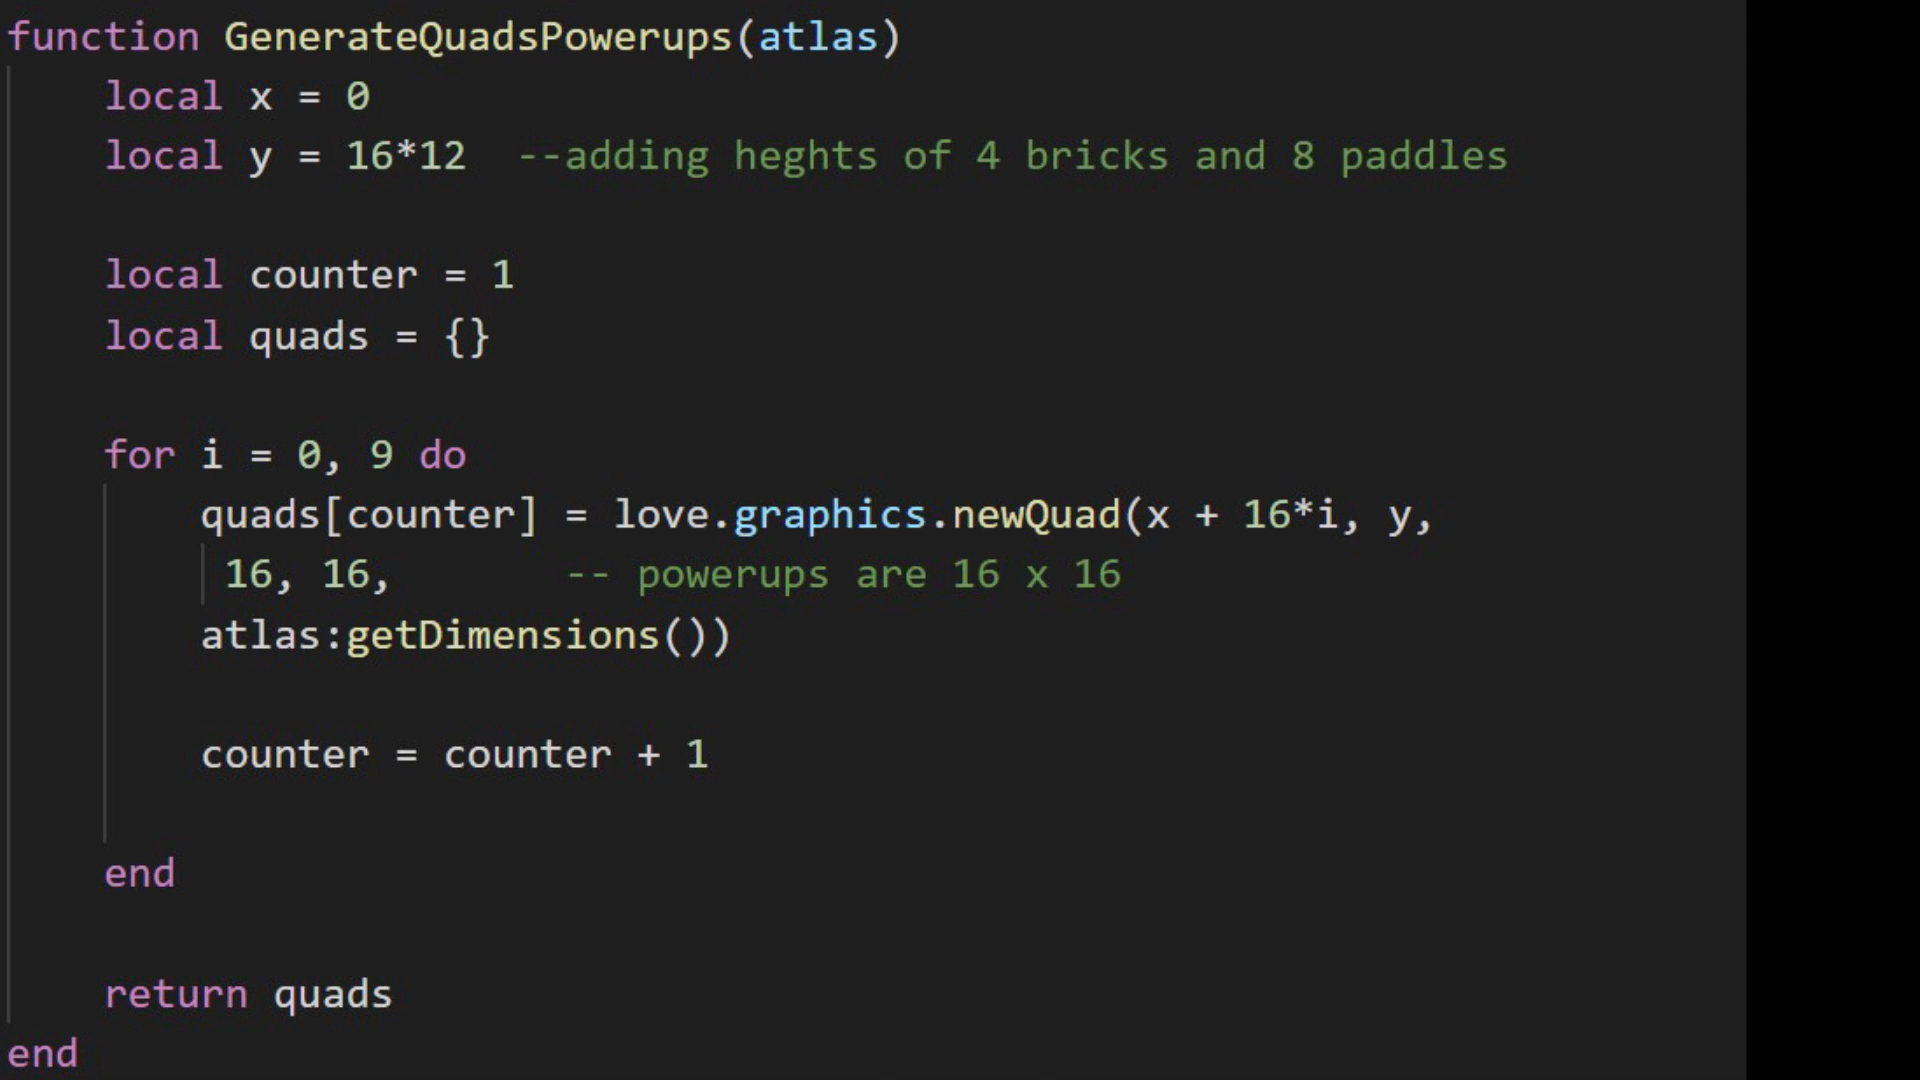 function GenerateQuadsPowerups(atlas)
local x = 0
local y = 16*12  --adding heghts of 4 bricks and 8 paddles
local counter = 1
local quads = {}
for i = 0, 9 do
quads[counter] = love.graphics.newQuad(x + 16*i, y,
16, 16,       -- powerups are 16 x 16
atlas:getDimensions())
counter = counter + 1
end
return quads
end